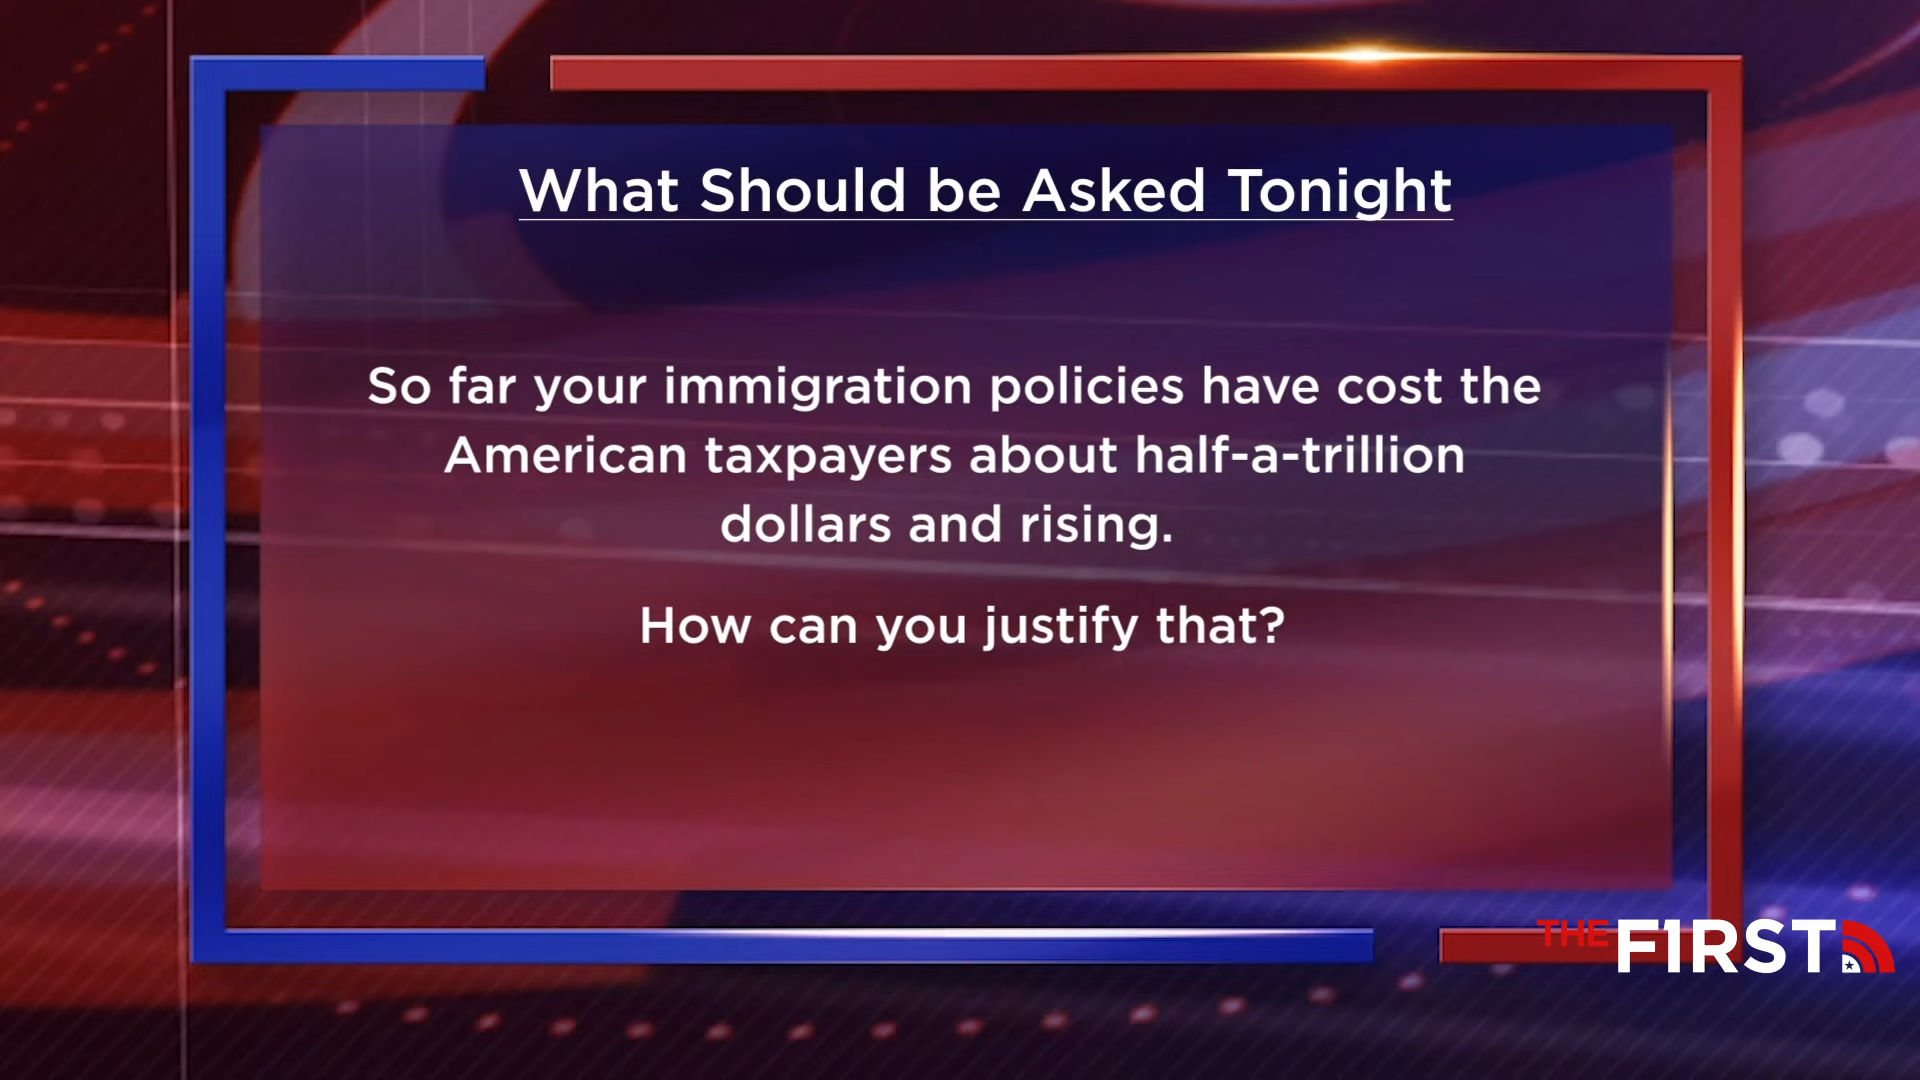 What Should be Asked Tonight
So far your immigration policies have cost the
American taxpayers about half-a-trillion
dollars and rising.
How can you justify that?
THE FIRST